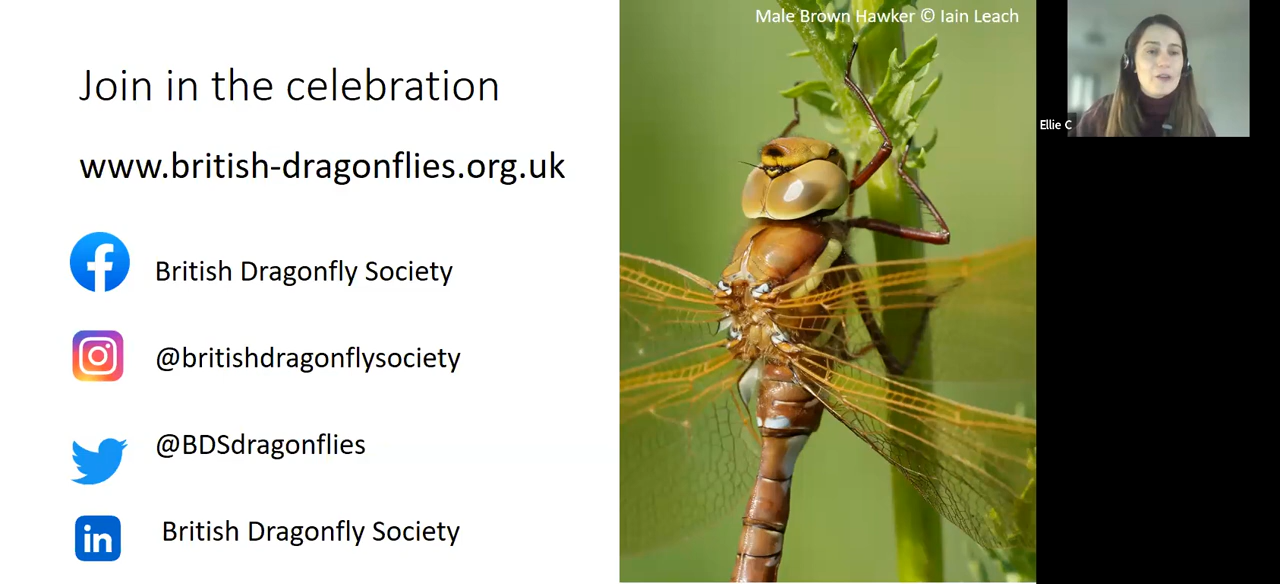 Male Brown Hawker © Iain Leach
Join in the celebration
www.british-dragonflies.org.uk
British Dragonfly Society
@britishdragonflysociety
@BDSdragonflies
British Dragonfly Society
Ellie C